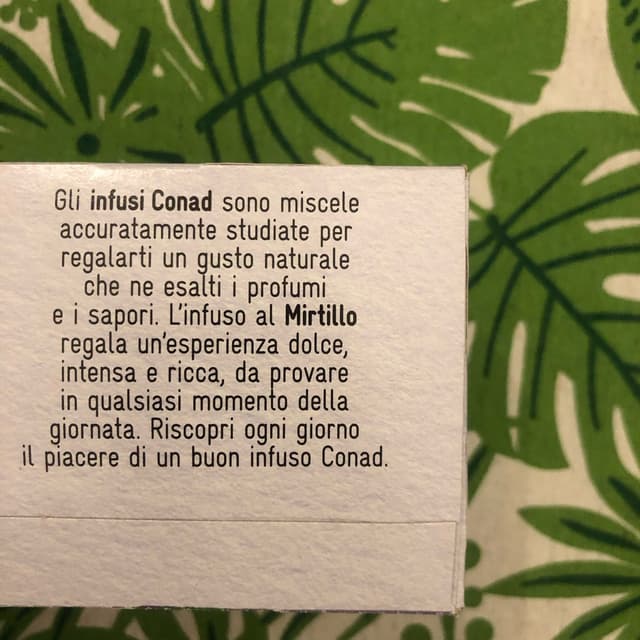 Gli infusi Conad sono miscele
accuratamente studiate per
regalarti un gusto naturale
che ne esalti i profumi
e i sapori. L'infuso al Mirtillo
regala un'esperienza dolce,
intensa e ricca, da provare
in qualsiasi momento della
giornata. Riscopri ogni giorno
il piacere di un buon infuso Conad.